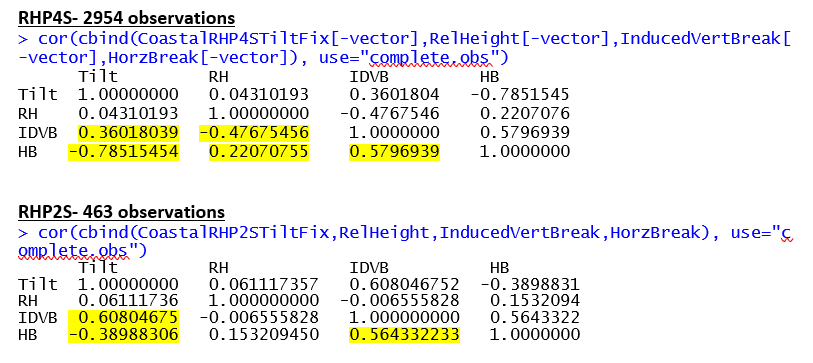 RHP4S- 2954 observations
> cor(cbind(CoastalRHP4STiltFix[-vector],RelHeight[-vector],InducedVertBreak[
-vector],HorzBreak[-vector]), use="complete.obs")
Tilt RH IDVB HB
Tilt 1.00000000 0.04310193 0.3601804 -0.7851545
RH 0.04310193 1.00000000 -0.4767546 0.2207076
IDVB 0.36018039 -0.47675456 1.0000000 0.5796939
HB -0.78515454 0.22070755 0.5796939 1.0000000
RHP2S- 463 observations
> cor(cbind(CoastalRHP2STiltFix,RelHeight,InducedVertBreak,HorzBreak), use="c
omplete.obs")
Tilt RH IDVB HB
Tilt 1.00000000 0.061117357 0.608046752 -0.3898831
RH 0.06111736 1.000000000 -0.006555828 0.1532094
IDVB 0.60804675 -0.006555828 1.000000000 0.5643322
HB -0.38988306 0.153209450 0.564332233 1.0000000